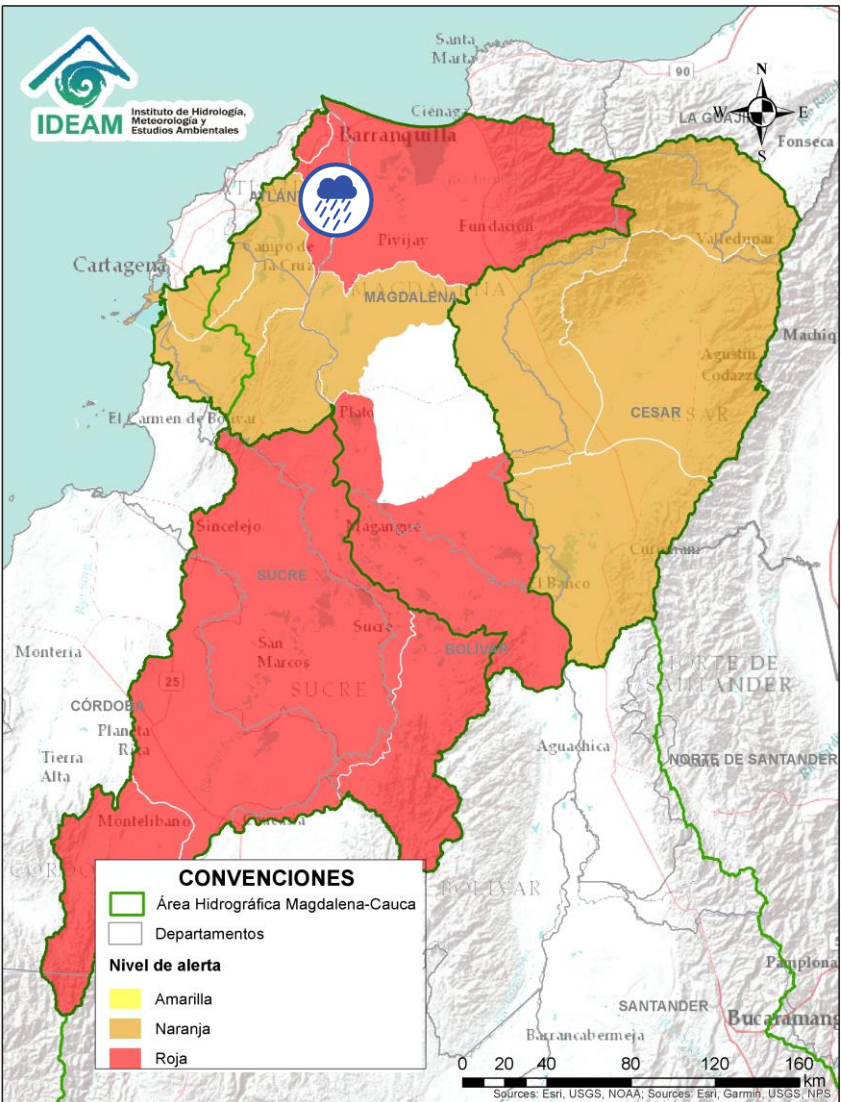 IDEAM
Instituto de Hidrología,
Meteorología y
Estudios Ambientales
Santa
Marta
90
N
W
E
S
LA GUAJIRA
Ciénaga
Barranquilla
Fonseca
Fundación
Pivijay
Valledupar
Campo de
la Cruz
Cartagena
MAGDALENA
MAGDALENA
Agustín
Codazzi
El Carmen de Bolívar
Plato
CESAR
CESAR
Sincelejo
Magangué
Curumaní
El Banco
SUCRE
Sucre
Montería
San
Marcos
BOLÍVAR
SUCRE
25
NORTE DE
SANTANDER
CÓRDOBA
Planeta
Rica
Tierra
Alta
Aguachica
NORTE DE SANTANDER
Montelíbano
BOLÍVAR
CONVENCIONES
Área Hidrográfica Magdalena-Cauca
Departamentos
Nivel de alerta
Amarilla
Naranja
Roja
Pamplona
SANTANDER
Bucaramang
Barrancabermeja
0 20 40 80 120 160
km
Sources: Esri, USGS, NOAA; Sources: Esri, Garmin, USGS, NPS